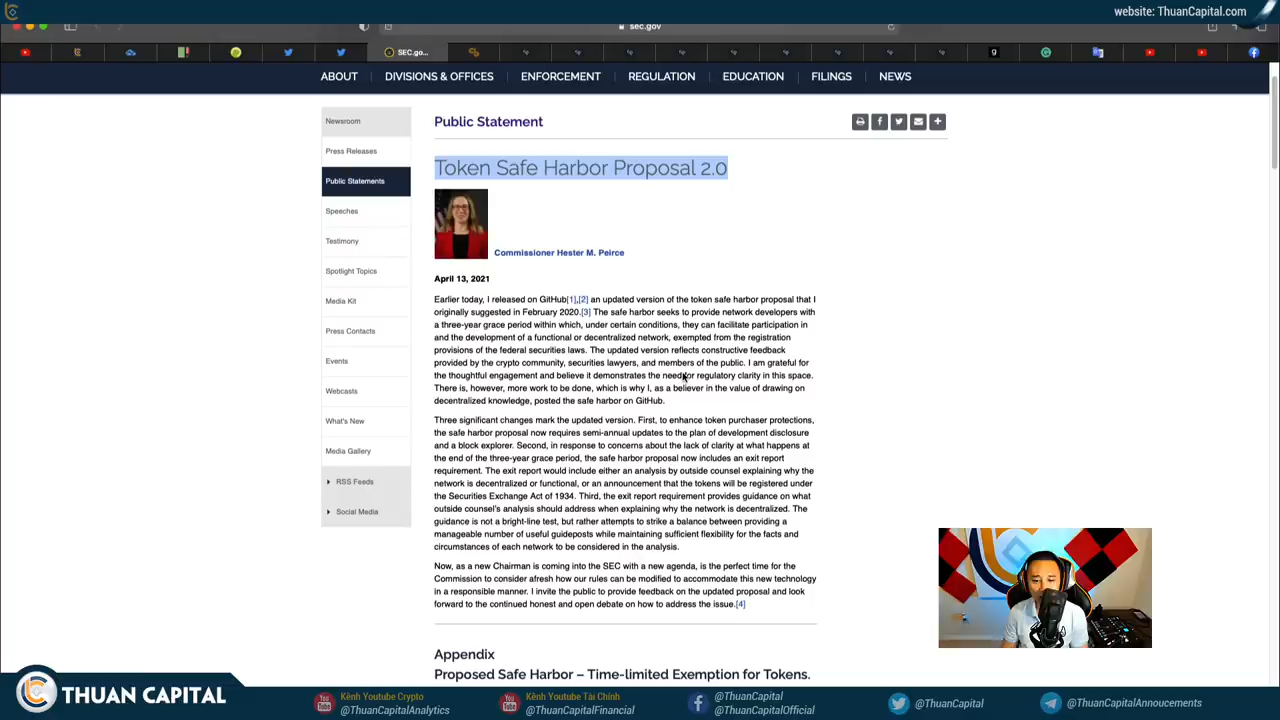 website: ThuanCapital.com
sec.gov
SEC.go...
ABOUT
DIVISIONS & OFFICES
ENFORCEMENT
REGULATION
EDUCATION
FILINGS
NEWS
Newsroom
Press Releases
Public Statements
Speeches
Testimony
Spotlight Topics
Media Kit
Press Contacts
Events
Webcasts
What's New
Media Gallery
RSS Feeds
Social Media
Public Statement
Token Safe Harbor Proposal 2.0
Commissioner Hester M. Peirce
April 13, 2021
Earlier today, I released on GitHub[1],[2] an updated version of the token safe harbor proposal that I
originally suggested in February 2020.[3] The safe harbor seeks to provide network developers with
a three-year grace period within which, under certain conditions, they can facilitate participation in
and the development of a functional or decentralized network, exempted from the registration
provisions of the federal securities laws. The updated version reflects constructive feedback
provided by the crypto community, securities lawyers, and members of the public. I am grateful for
the thoughtful engagement and believe it demonstrates the need for regulatory clarity in this space.
There is, however, more work to be done, which is why I, as a believer in the value of drawing on
decentralized knowledge, posted the safe harbor on GitHub.
Three significant changes mark the updated version. First, to enhance token purchaser protections,
the safe harbor proposal now requires semi-annual updates to the plan of development disclosure
and a block explorer. Second, in response to concerns about the lack of clarity at what happens at
the end of the three-year grace period, the safe harbor proposal now includes an exit report
requirement. The exit report would include either an analysis by outside counsel explaining why the
network is decentralized or functional, or an announcement that the tokens will be registered under
the Securities Exchange Act of 1934. Third, the exit report requirement provides guidance on what
outside counsel's analysis should address when explaining why the network is decentralized. The
guidance is not a bright-line test, but rather attempts to strike a balance between providing a
manageable number of useful guideposts while maintaining sufficient flexibility for the facts and
circumstances of each network to be considered in the analysis.
Now, as a new Chairman is coming into the SEC with a new agenda, is the perfect time for the
Commission to consider afresh how our rules can be modified to accommodate this new technology
in a responsible manner. I invite the public to provide feedback on the updated proposal and look
forward to the continued honest and open debate on how to address the issue.[4]
Appendix
Proposed Safe Harbor – Time-limited Exemption for Tokens.
THUAN CAPITAL
You Tube
Kênh Youtube Crypto
@ThuanCapitalAnalytics
You Tube
Kênh Youtube Tài Chính
@ThuanCapitalFinancial
@ThuanCapital
@ThuanCapitalOfficial
@ThuanCapital
@ThuanCapitalAnnoucements